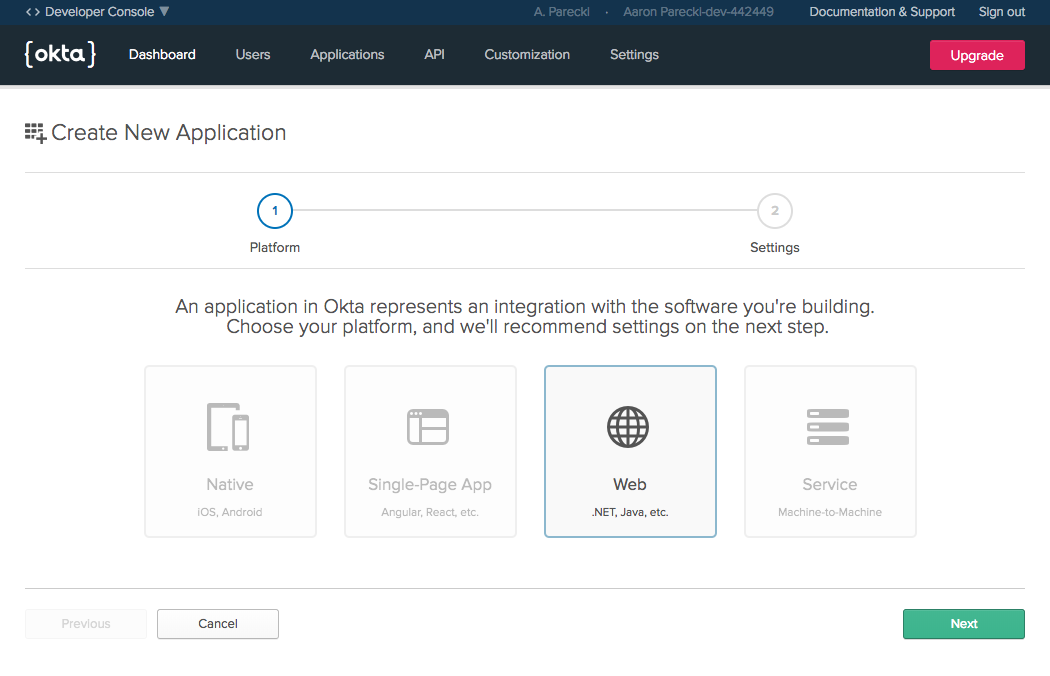 <> Developer Console ▼ A. Parecki · Aaron Parecki-dev-442449 Documentation & Support Sign out
{okta} Dashboard Users Applications API Customization Settings Upgrade
Create New Application
1 2
Platform Settings
An application in Okta represents an integration with the software you're building.
Choose your platform, and we'll recommend settings on the next step.
Native Single-Page App Web Service
iOS, Android Angular, React, etc. .NET, Java, etc. Machine-to-Machine
Previous Cancel Next